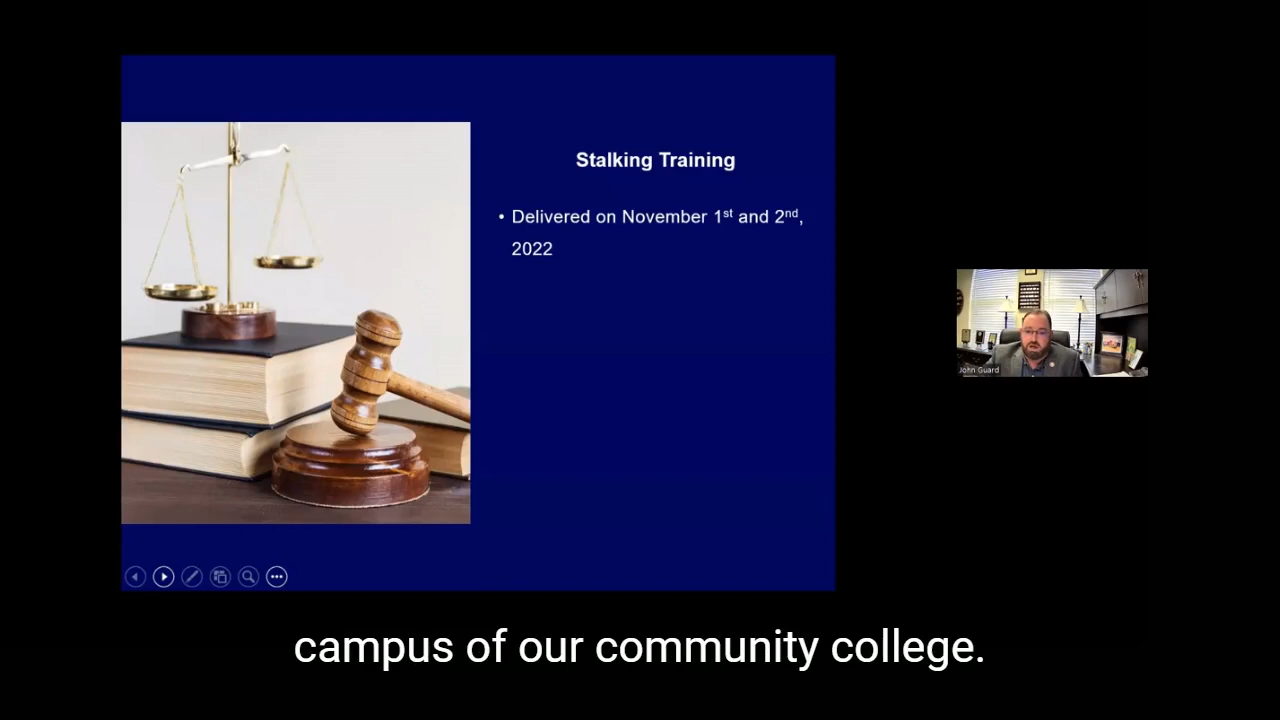 Stalking Training
• Delivered on November 1st and 2nd,
2022
John Guard
campus of our community college.